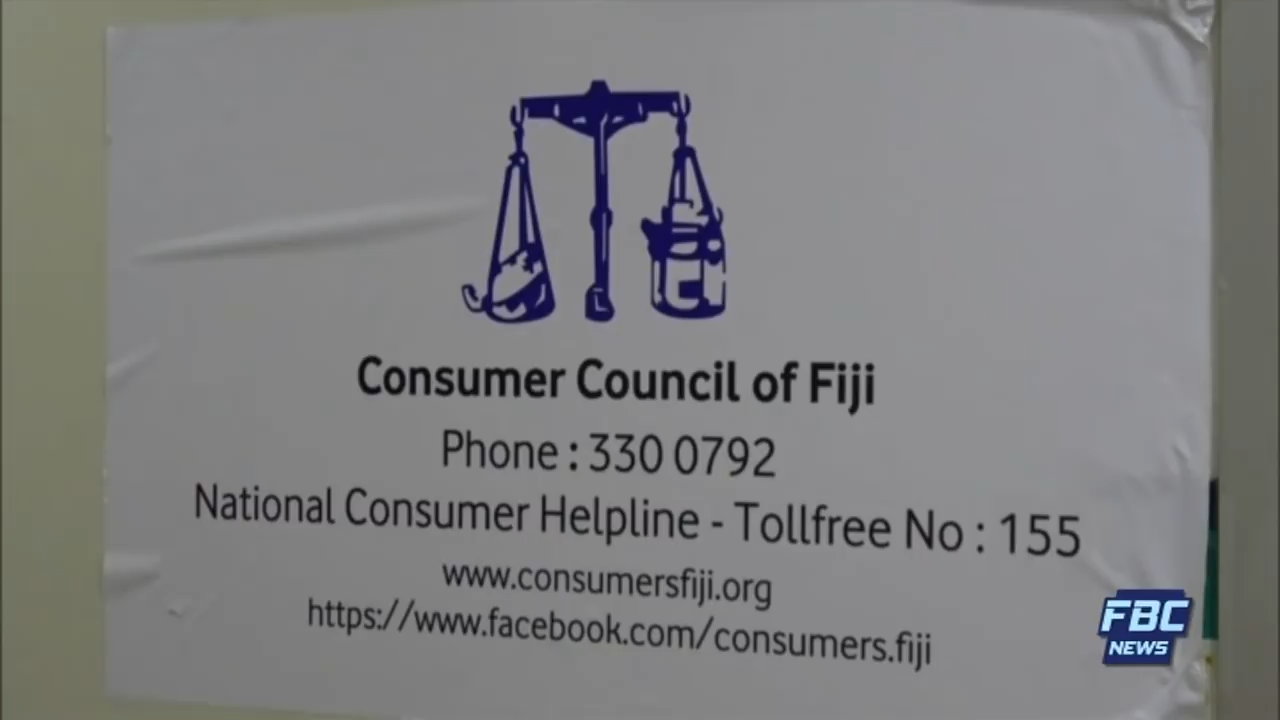 Consumer Council of Fiji
Phone : 330 0792
National Consumer Helpline - Tollfree No : 155
www.consumersfiji.org
https://www.facebook.com/consumers.fiji
FBC
NEWS